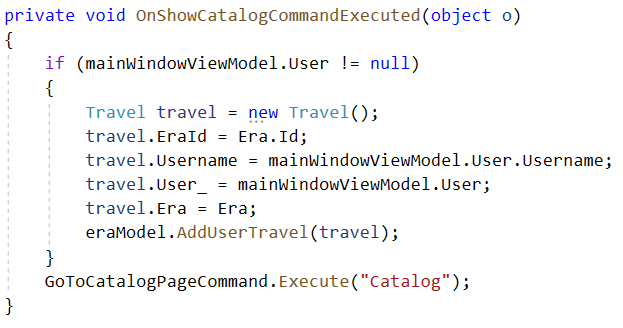 private void OnShowCatalogCommandExecuted(object o)
{
    if (mainWindowViewModel.User != null)
    {
        Travel travel = new Travel();
        travel.EraId = Era.Id;
        travel.Username = mainWindowViewModel.User.Username;
        travel.User_ = mainWindowViewModel.User;
        travel.Era = Era;
        eraModel.AddUserTravel(travel);
    }
    GoToCatalogPageCommand.Execute("Catalog");
}